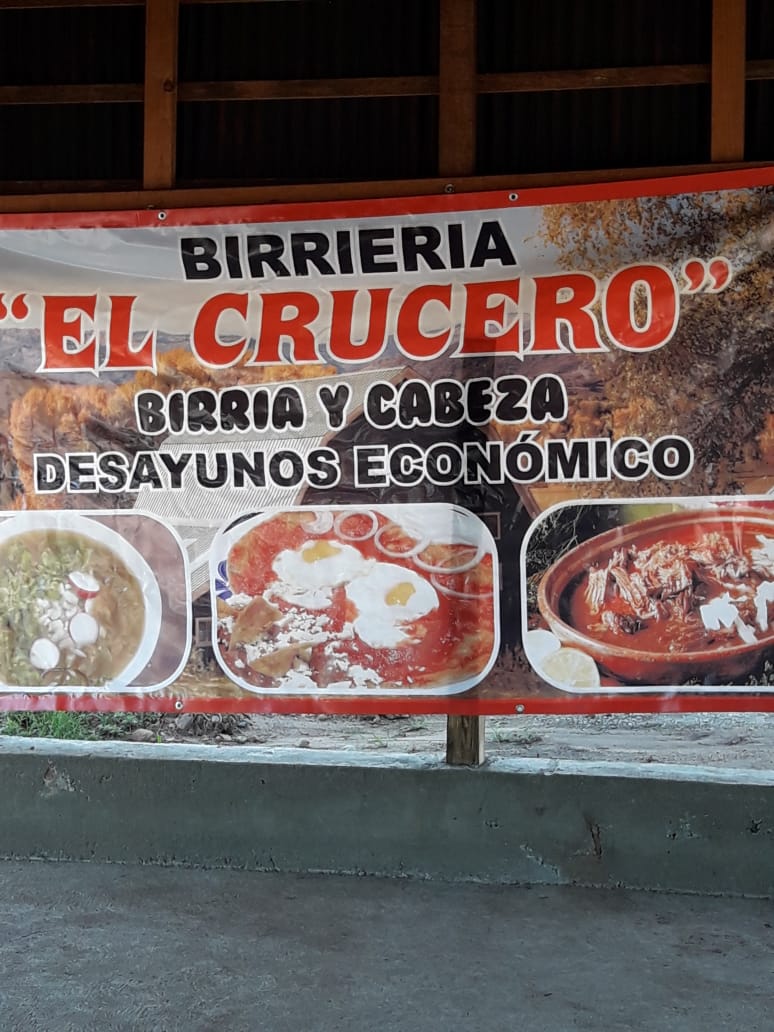 BIRRIERIA
“EL CRUCERO”
BIRRIA Y CABEZA
DESAYUNOS ECONÓMICO